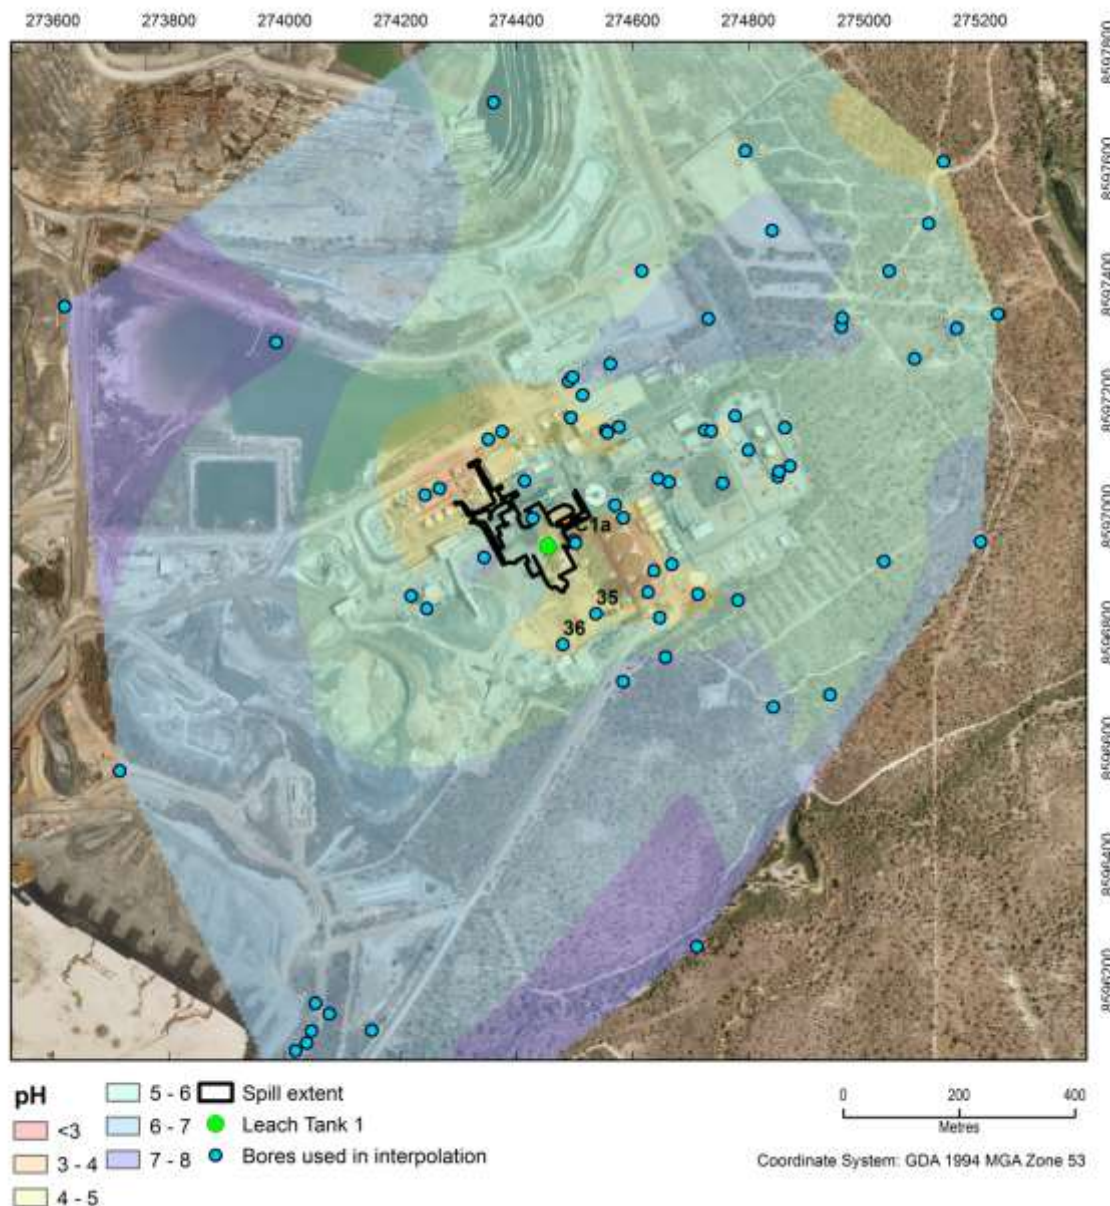 273600 273800 274000 274200 274400 274600 274800 275000 275200
8597800
8597600
8597400
8597200
8597000
8596800
8596600
8596400
8596200
C1a
35
36
pH
<3
3 - 4
4 - 5
5 - 6
6 - 7
7 - 8
Spill extent
Leach Tank 1
Bores used in interpolation
0 200 400
Metres
Coordinate System: GDA 1994 MGA Zone 53